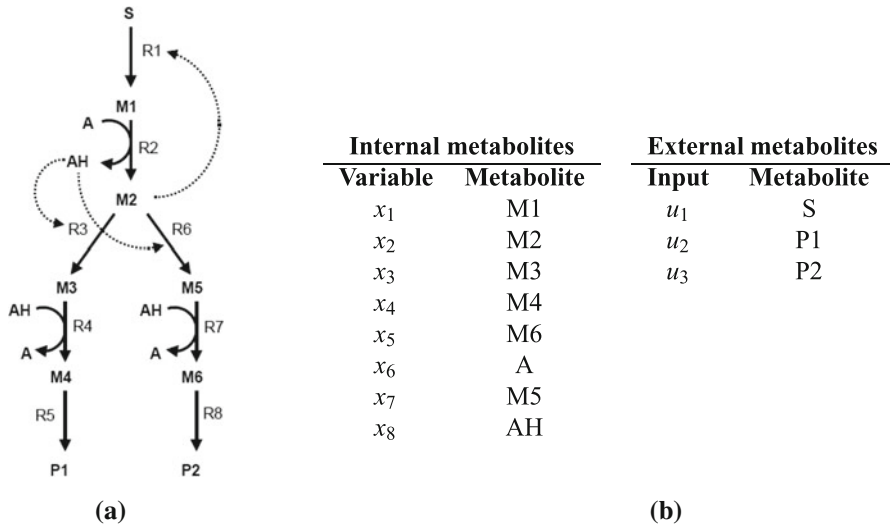 S
R1
M1
A
R2
AH
M2
R3
R6
M3
M5
AH
R4
AH
R7
A
A
M4
M6
R5
R8
P1
P2
(a)
Internal metabolites
Variable Metabolite
x1 M1
x2 M2
x3 M3
x4 M4
x5 M6
x6 A
x7 M5
x8 AH
External metabolites
Input Metabolite
u1 S
u2 P1
u3 P2
(b)